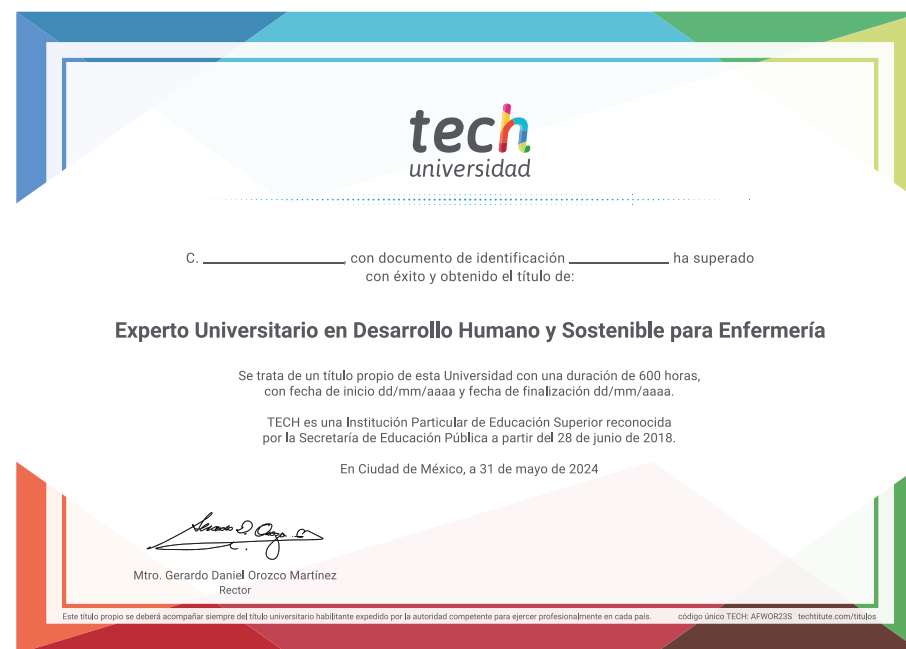 tech
universidad
C. ____________, con documento de identificación ____________ ha superado
con éxito y obtenido el título de:
Experto Universitario en Desarrollo Humano y Sostenible para Enfermería
Se trata de un título propio de esta Universidad con una duración de 600 horas,
con fecha de inicio dd/mm/aaaa y fecha de finalización dd/mm/aaaa.
TECH es una Institución Particular de Educación Superior reconocida
por la Secretaría de Educación Pública a partir del 28 de junio de 2018.
En Ciudad de México, a 31 de mayo de 2024
Mtro. Gerardo Daniel Orozco Martínez
Rector
Este título propio se deberá acompañar siempre del título universitario habilitante expedido por la autoridad competente para ejercer profesionalmente en cada país. código único TECH: AFWOR23S techtitute.com/titulos